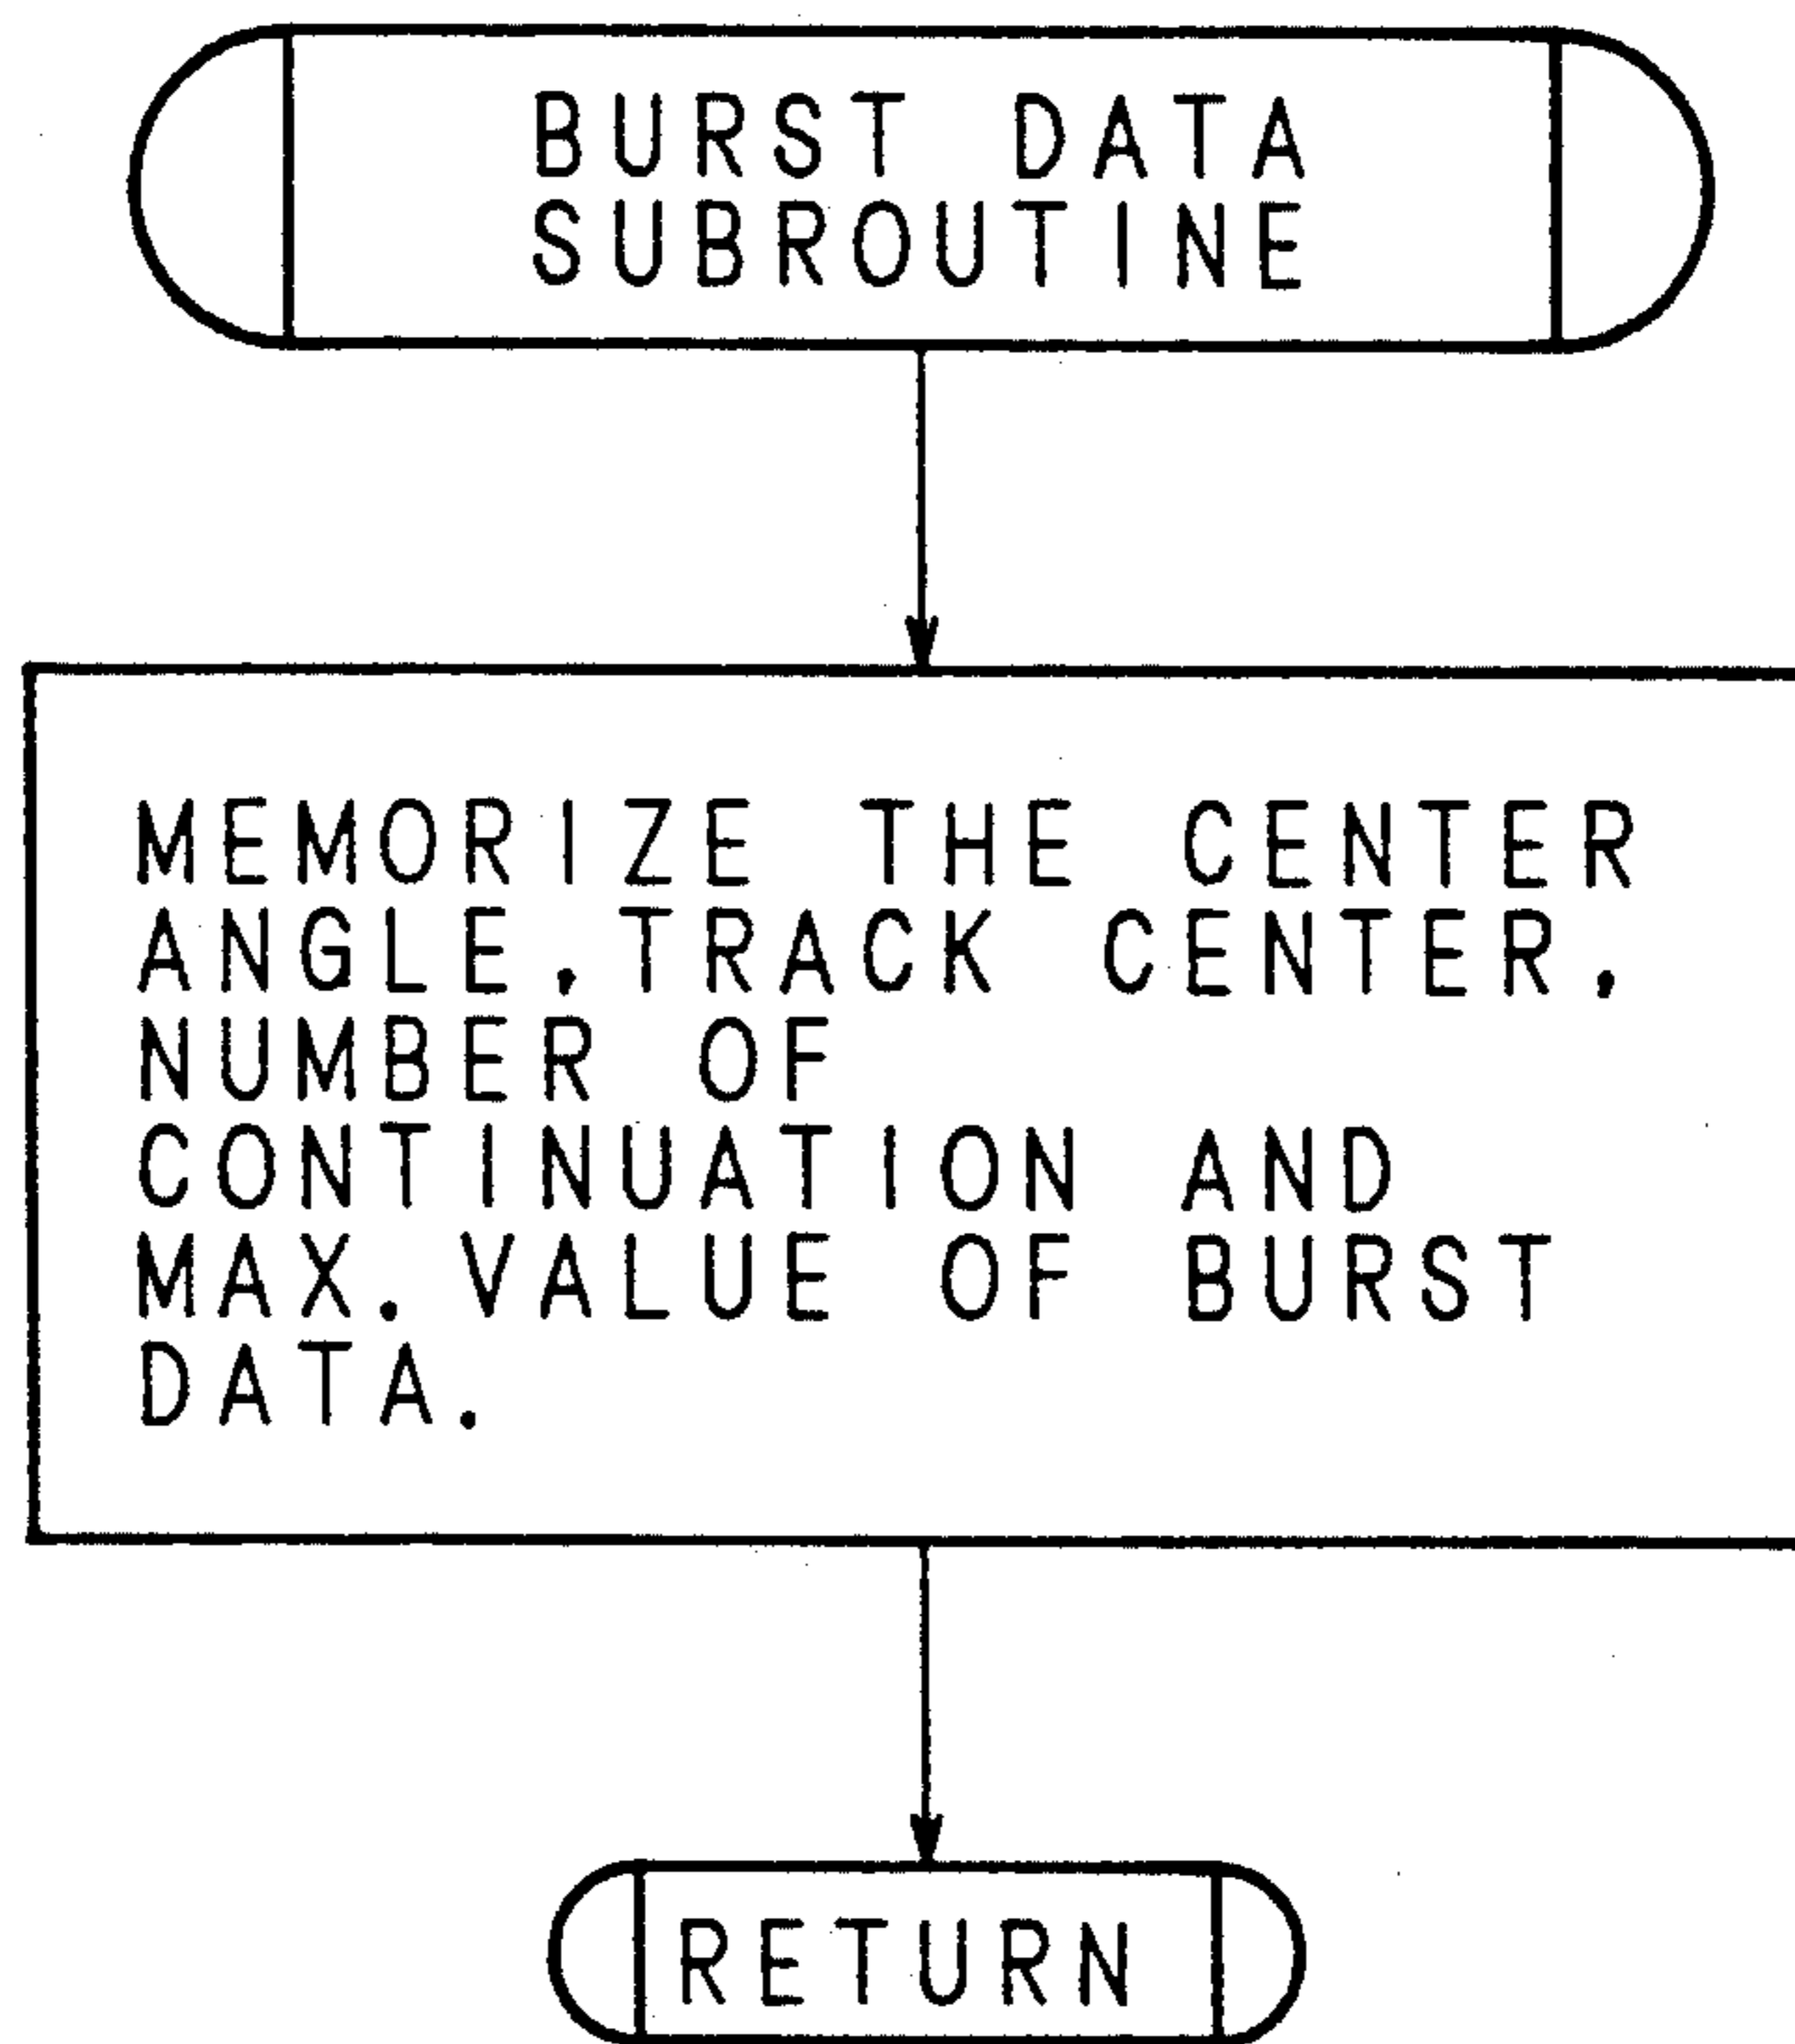 BURST DATA
SUBROUTINE
MEMORIZE THE CENTER
ANGLE,TRACK CENTER,
NUMBER OF
CONTINUATION AND
MAX.VALUE OF BURST
DATA.
RETURN